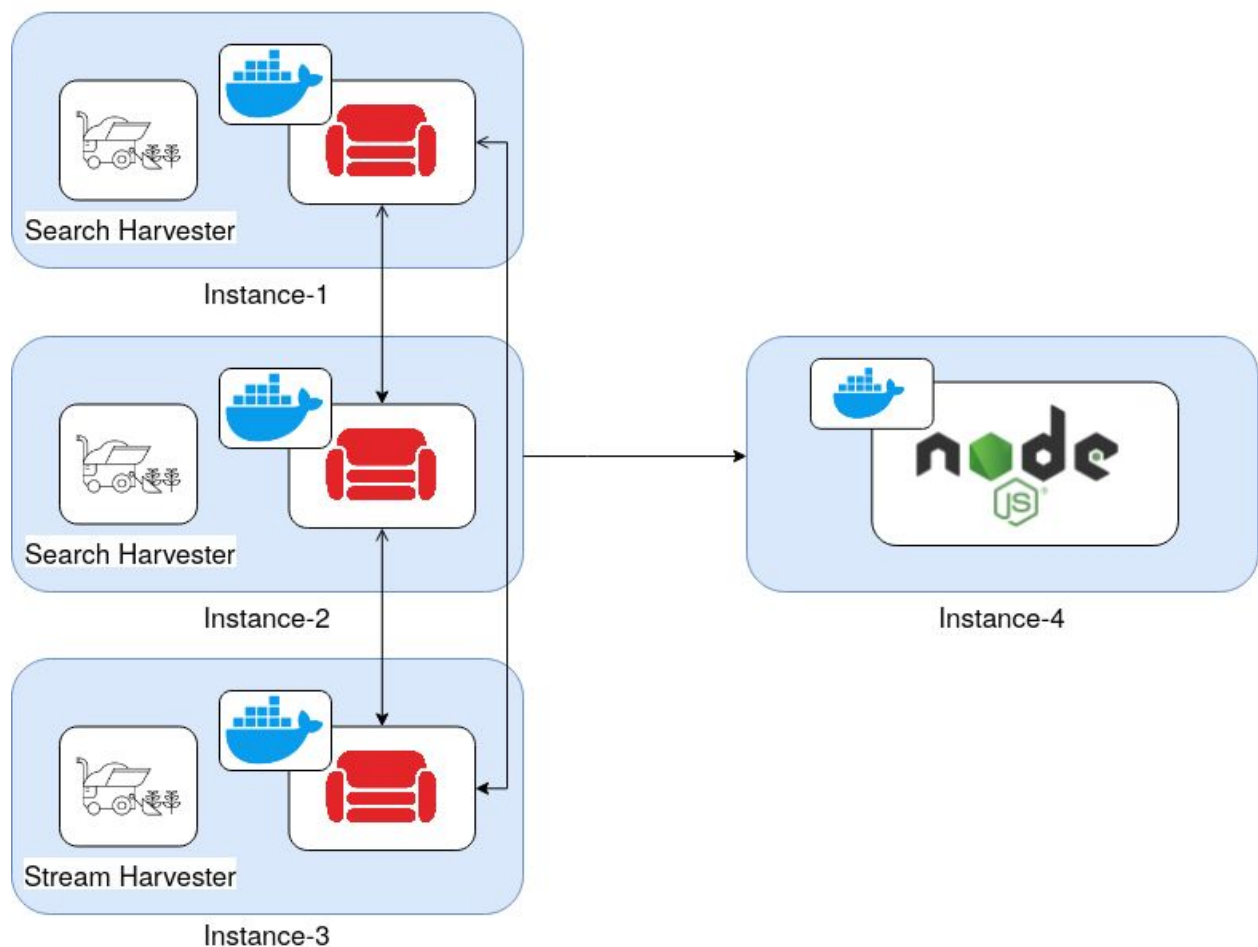 Search Harvester
Instance-1
Search Harvester
Instance-2
Stream Harvester
Instance-3
node
JS
Instance-4